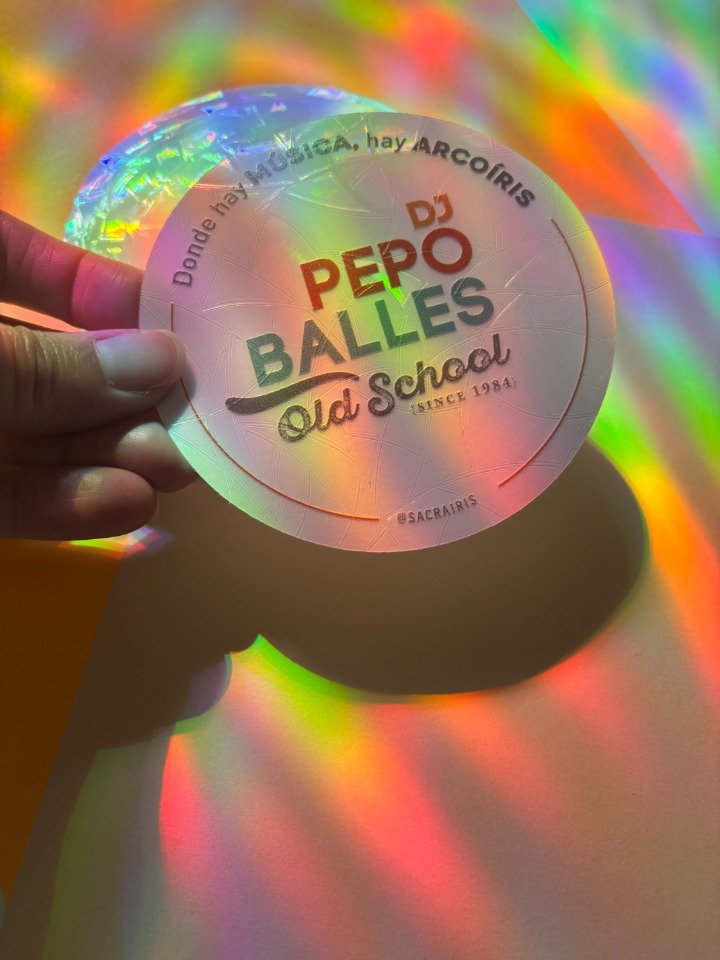 Donde hay MÚSICA, hay ARCOÍRIS
DJ
PEPO
BALLES
Old School
{SINCE 1984}
@SACRAIRIS